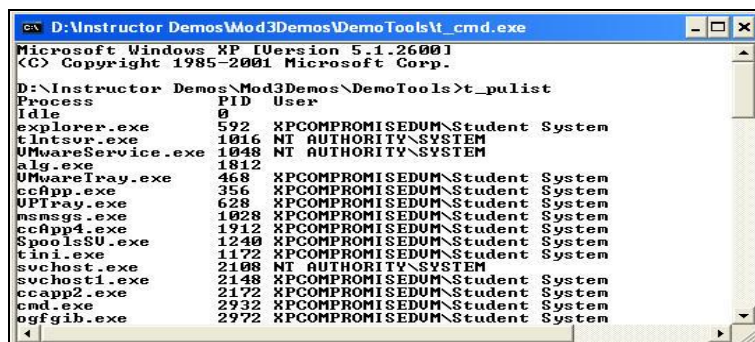 D:\Instructor Demos\Mod3Demos\DemoTools\t_cmd.exe
Microsoft Windows XP [Version 5.1.2600]
(C) Copyright 1985-2001 Microsoft Corp.
D:\Instructor Demos\Mod3Demos\DemoTools>t_pulist
Process PID User
Idle 0
explorer.exe 592 XPCOMPROMISEDVM\Student System
tlntsvr.exe 1016 NT AUTHORITY\SYSTEM
VMwareService.exe 1048 NT AUTHORITY\SYSTEM
alg.exe 1812
VMwareTray.exe 468 XPCOMPROMISEDVM\Student System
ccApp.exe 356 XPCOMPROMISEDVM\Student System
VPTray.exe 628 XPCOMPROMISEDVM\Student System
msmsgs.exe 1028 XPCOMPROMISEDVM\Student System
ccApp4.exe 1912 XPCOMPROMISEDVM\Student System
SpoolsSV.exe 1240 XPCOMPROMISEDVM\Student System
tini.exe 1172 XPCOMPROMISEDVM\Student System
svchost.exe 2108 NT AUTHORITY\SYSTEM
svchost1.exe 2148 XPCOMPROMISEDVM\Student System
ccapp2.exe 2172 XPCOMPROMISEDVM\Student System
cmd.exe 2932 XPCOMPROMISEDVM\Student System
ogfgib.exe 2972 XPCOMPROMISEDVM\Student System